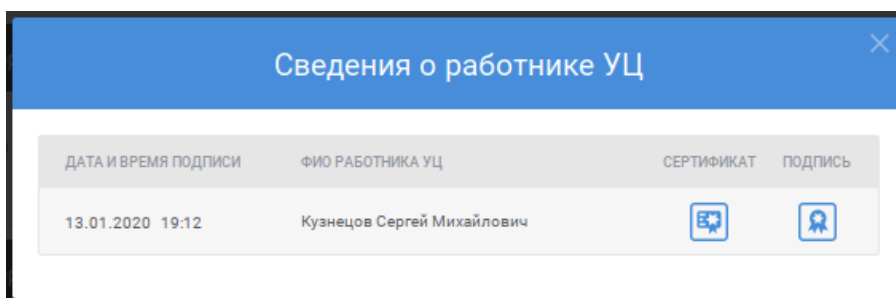 Сведения о работнике УЦ
ДАТА И ВРЕМЯ ПОДПИСИ ФИО РАБОТНИКА УЦ СЕРТИФИКАТ ПОДПИСЬ
13.01.2020 19:12 Кузнецов Сергей Михайлович